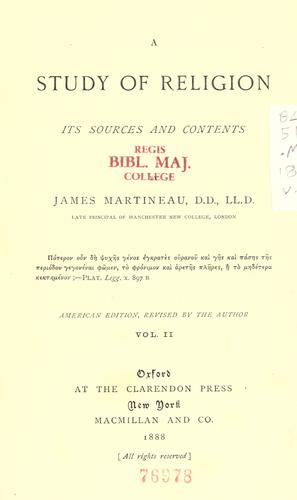 A
STUDY OF RELIGION
ITS SOURCES AND CONTENTS
REGIS
BIBL. MAJ.
COLLEGE
JAMES MARTINEAU, D.D., LL.D.
LATE PRINCIPAL OF MANCHESTER NEW COLLEGE, LONDON
Πότερον οὖν δὴ ψυχῆς γένος ἐγκρατὲς οὐρανοῦ καὶ γῆς καὶ πάσης τῆς
περιόδου γεγονέναι φῶμεν, τὸ φρόνιμον καὶ ἀρετῆς πλῆρες, ἢ τὸ μηδέτερα
κεκτημένον ;—PLAT. Legg. x. 897 B
AMERICAN EDITION, REVISED BY THE AUTHOR
VOL. II
Oxford
AT THE CLARENDON PRESS
New York
MACMILLAN AND CO.
1888
[All rights reserved]
76978